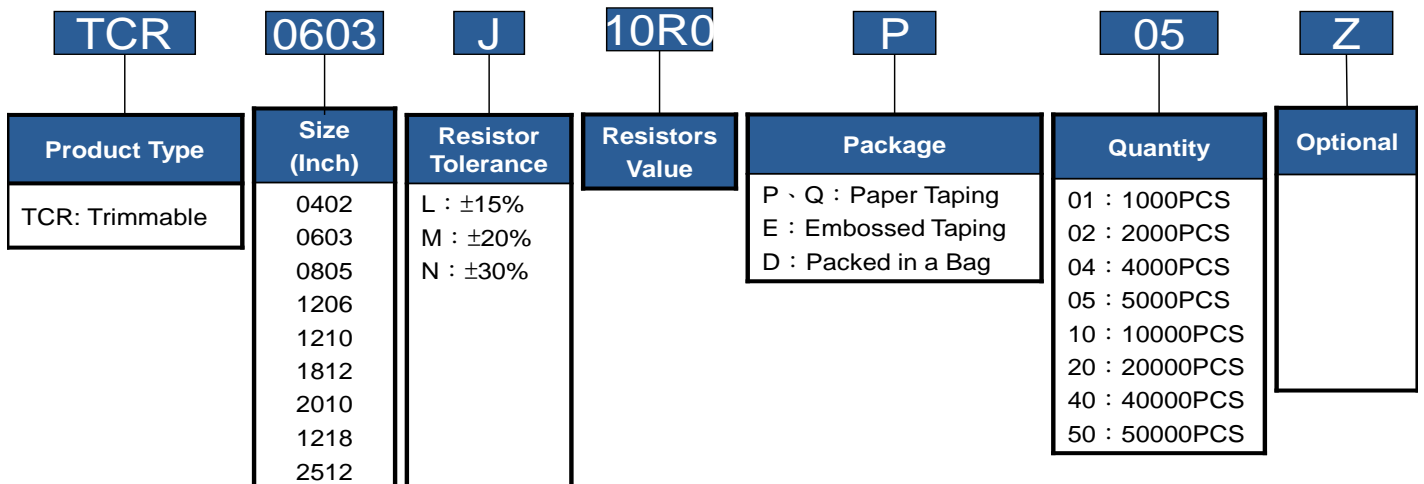 TCR 0603 J 10R0 P 05 Z
Product Type
TCR: Trimmable
Size
(Inch)
0402
0603
0805
1206
1210
1812
2010
1218
2512
Resistor
Tolerance
L：±15%
M：±20%
N：±30%
Resistors
Value
Package
P、Q：Paper Taping
E：Embossed Taping
D：Packed in a Bag
Quantity
01：1000PCS
02：2000PCS
04：4000PCS
05：5000PCS
10：10000PCS
20：20000PCS
40：40000PCS
50：50000PCS
Optional